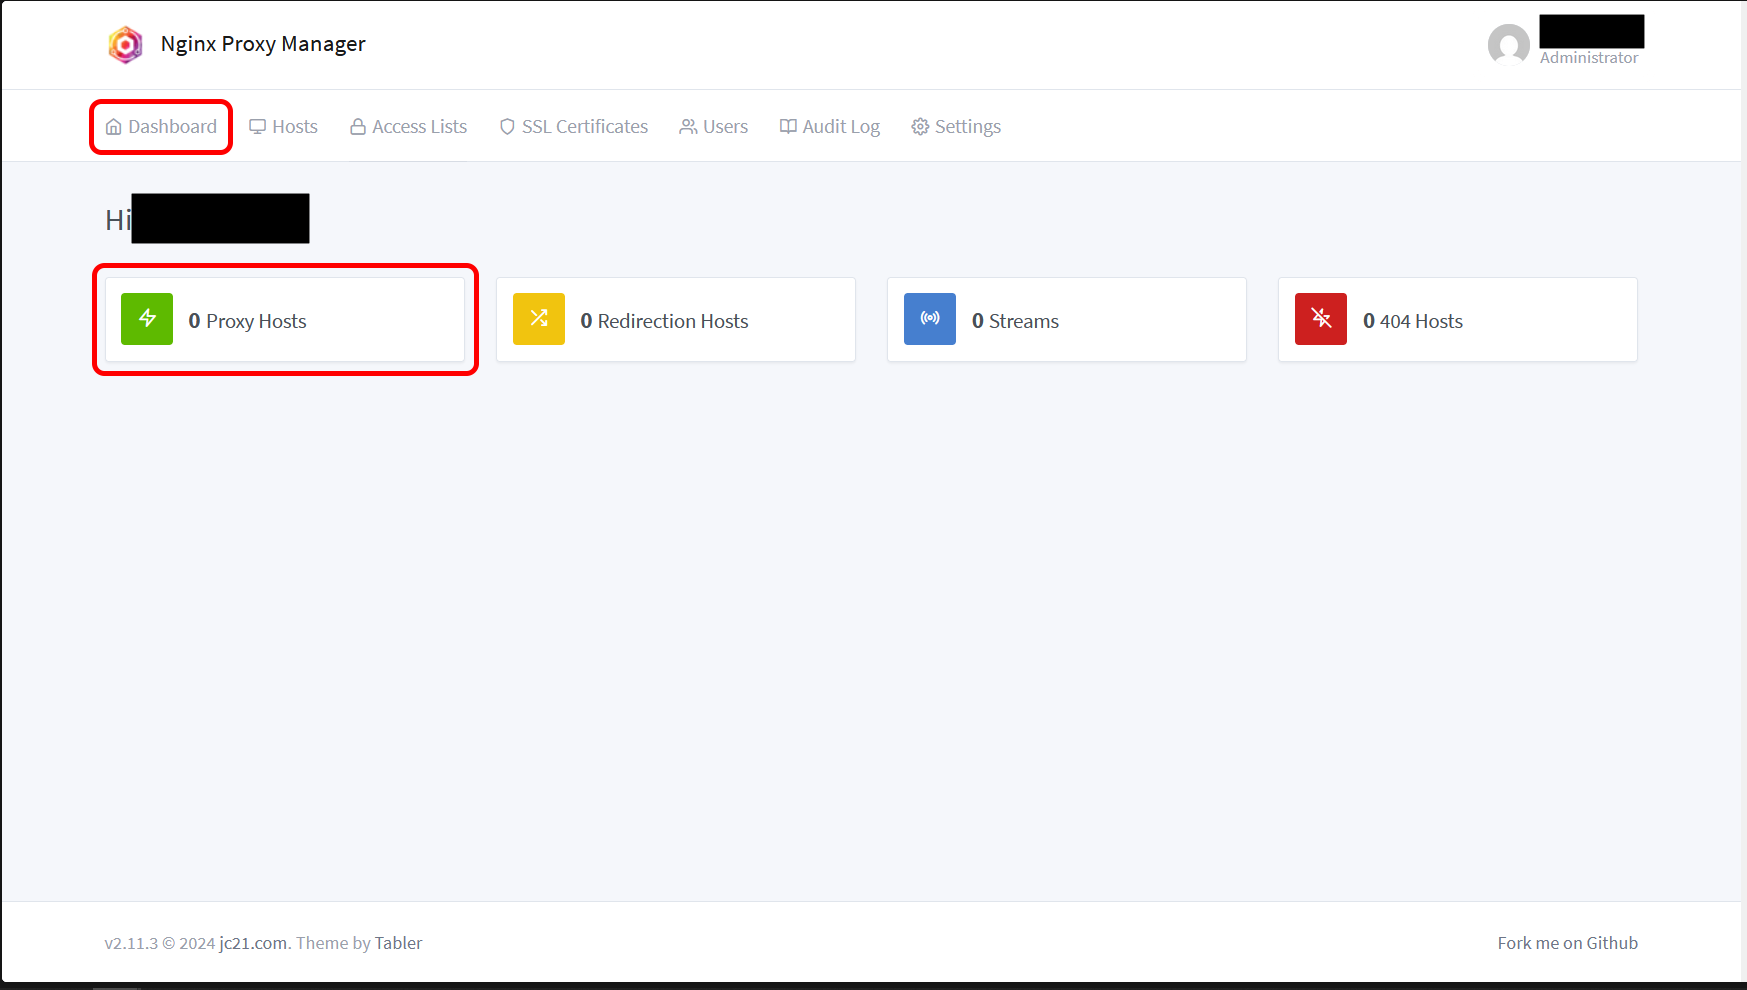 Nginx Proxy Manager
Administrator
Dashboard Hosts Access Lists SSL Certificates Users Audit Log Settings
Hi
0 Proxy Hosts 0 Redirection Hosts 0 Streams 0 404 Hosts
v2.11.3 © 2024 jc21.com. Theme by Tabler Fork me on Github